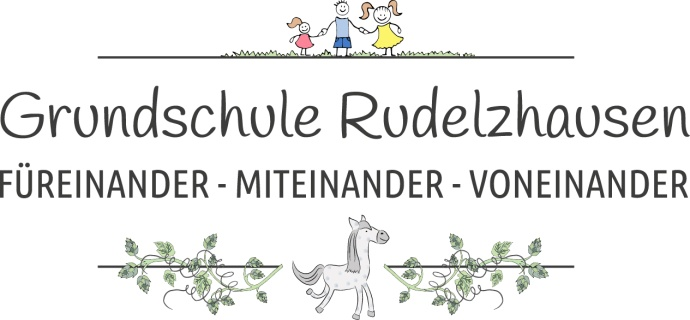 Grundschule Rudelzhausen
FÜREINANDER - MITEINANDER - VONEINANDER